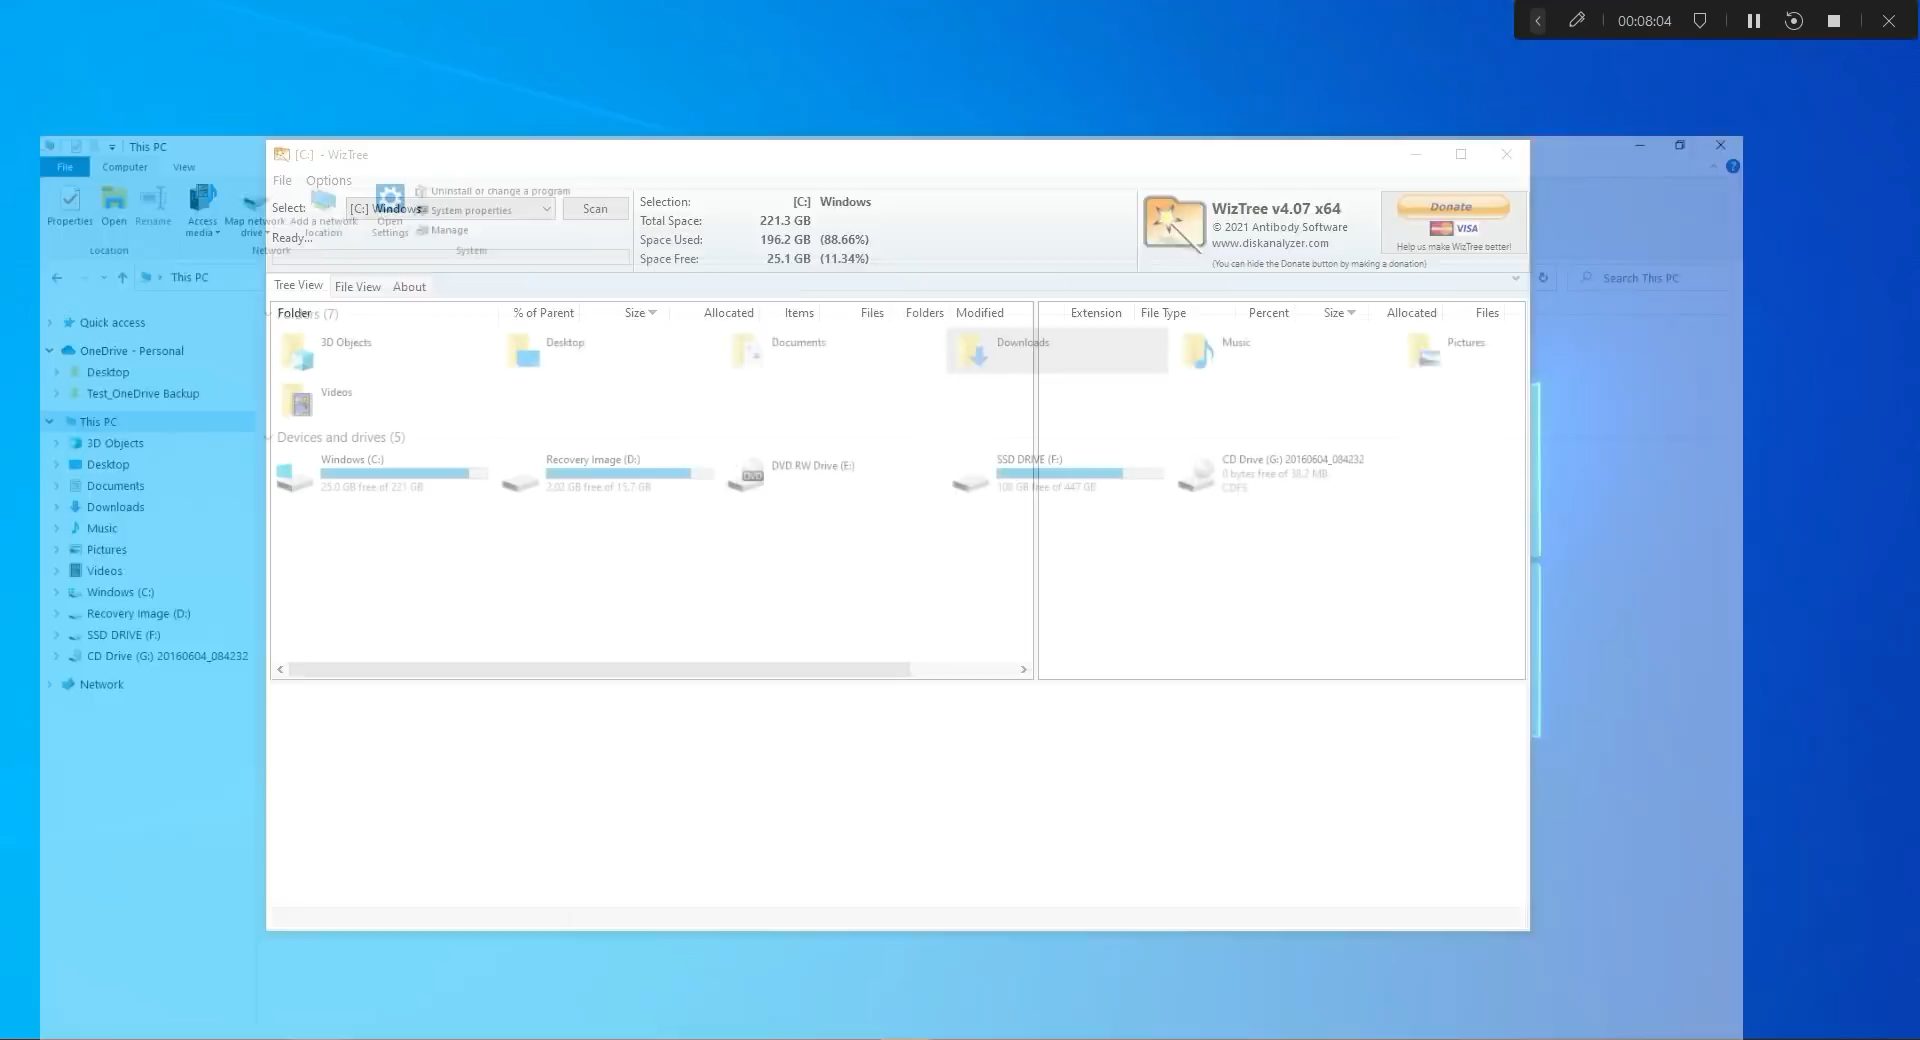 00:08:04
This PC
File Computer View
Properties Open Rename Access media Map network drive Add a network location Open Settings
Uninstall or change a program
System properties
Manage
Location Network System
This PC
Search This PC
Quick access
OneDrive - Personal
Desktop
Test_OneDrive Backup
This PC
3D Objects
Desktop
Documents
Downloads
Music
Pictures
Videos
Windows (C:)
Recovery Image (D:)
SSD DRIVE (F:)
CD Drive (G:) 20160604_084232
Network
[C:] - WizTree
File Options
Select: [C:] Windows Scan
Ready...
Selection: [C:] Windows
Total Space: 221.3 GB
Space Used: 196.2 GB (88.66%)
Space Free: 25.1 GB (11.34%)
WizTree v4.07 x64
© 2021 Antibody Software
www.diskanalyzer.com
(You can hide the Donate button by making a donation)
Donate
VISA
Help us make WizTree better!
Tree View File View About
Folder % of Parent Size Allocated Items Files Folders Modified
Extension File Type Percent Size Allocated Files
Folders (7)
3D Objects Desktop Documents Downloads Music Pictures
Videos
Devices and drives (5)
Windows (C:)
25.0 GB free of 221 GB
Recovery Image (D:)
2.02 GB free of 15.7 GB
DVD RW Drive (E:)
DVD
SSD DRIVE (F:)
108 GB free of 447 GB
CD Drive (G:) 20160604_084232
0 bytes free of 38.2 MB
CDFS